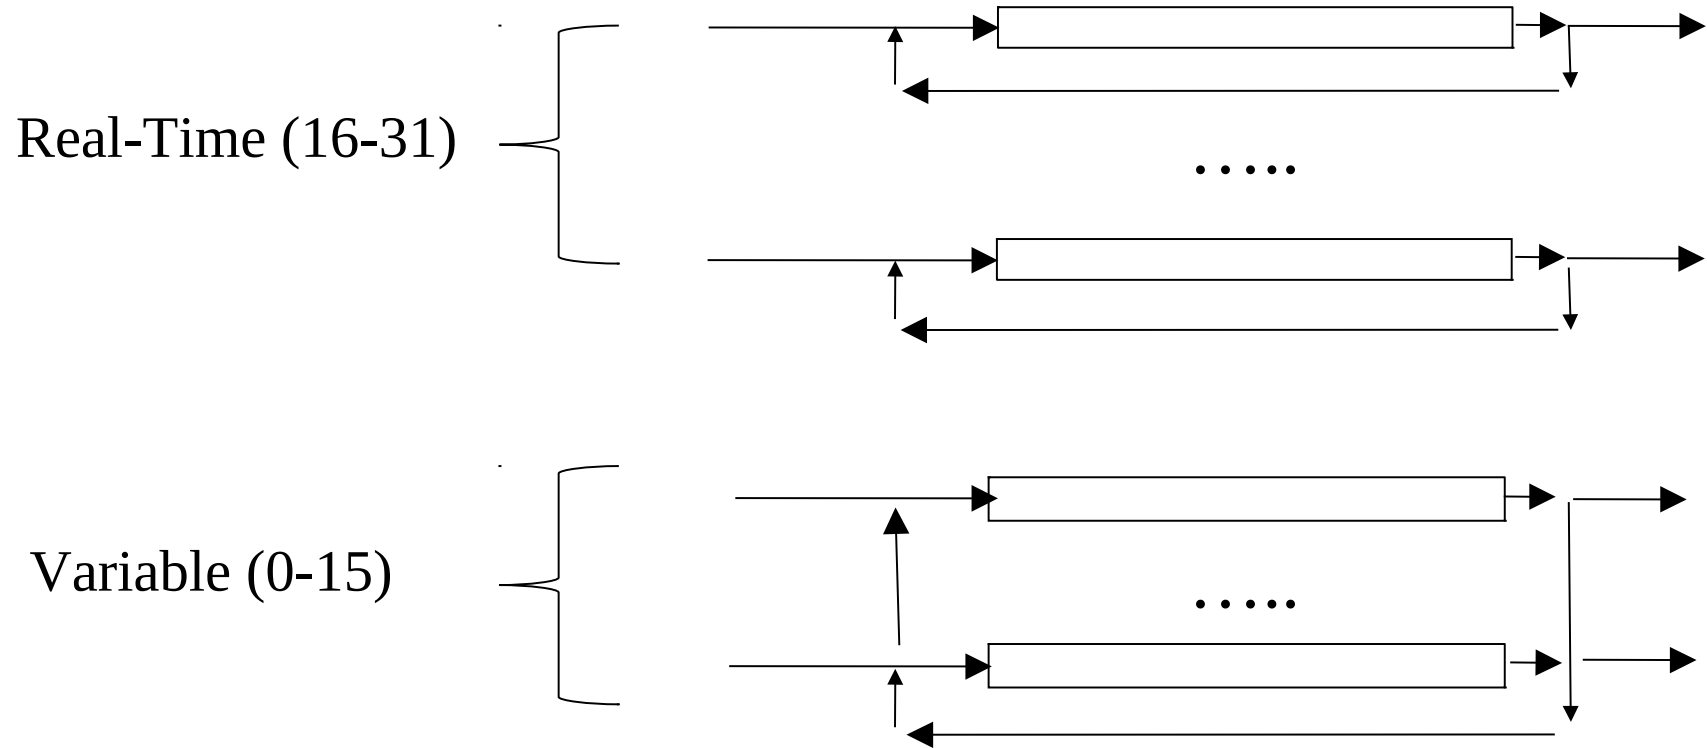 Real-Time (16-31)
.....
Variable (0-15)
.....